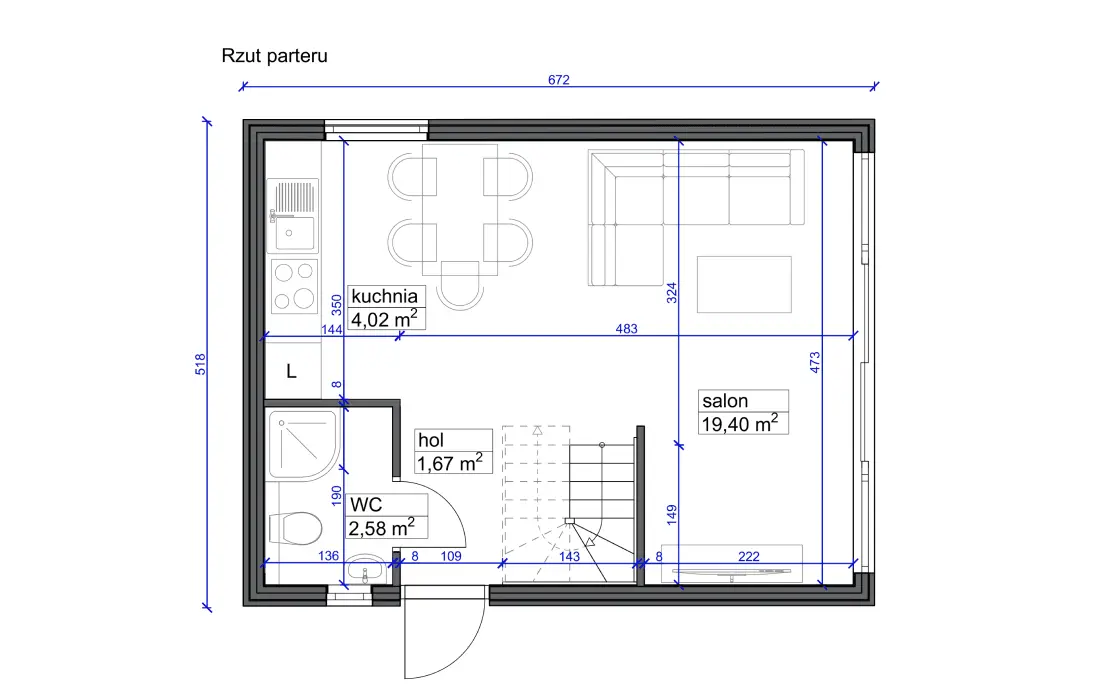 Rzut parteru
672
518
kuchnia
4,02 m²
350
144
483
324
473
8
L
salon
19,40 m²
hol
1,67 m²
WC
2,58 m²
190
149
136
8
109
143
8
222